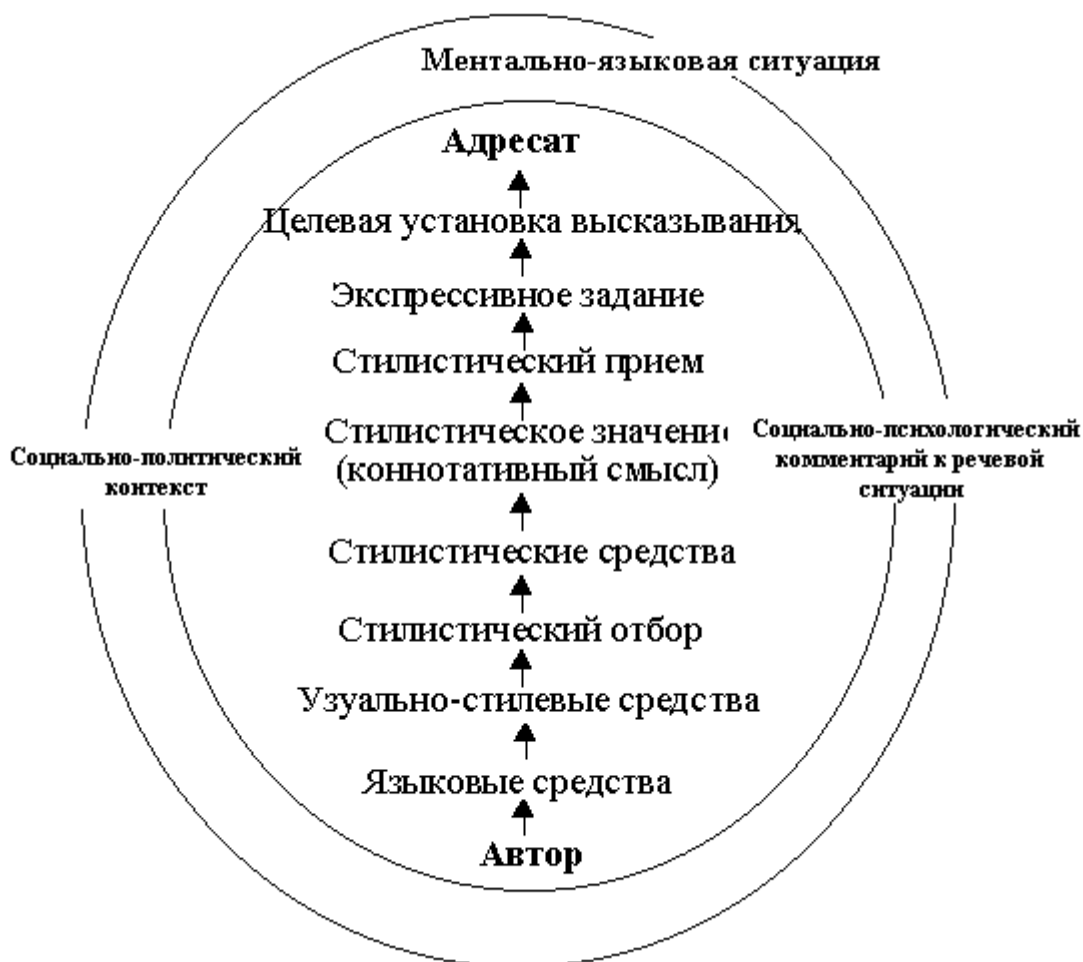 Ментально-языковая ситуация
Адресат
Целевая установка высказывания
Экспрессивное задание
Стилистический прием
Стилистическое значение
(коннотативный смысл)
Социально-политический
контекст
Социально-психологический
комментарий к речевой
ситуации
Стилистические средства
Стилистический отбор
Узуально-стилевые средства
Языковые средства
Автор